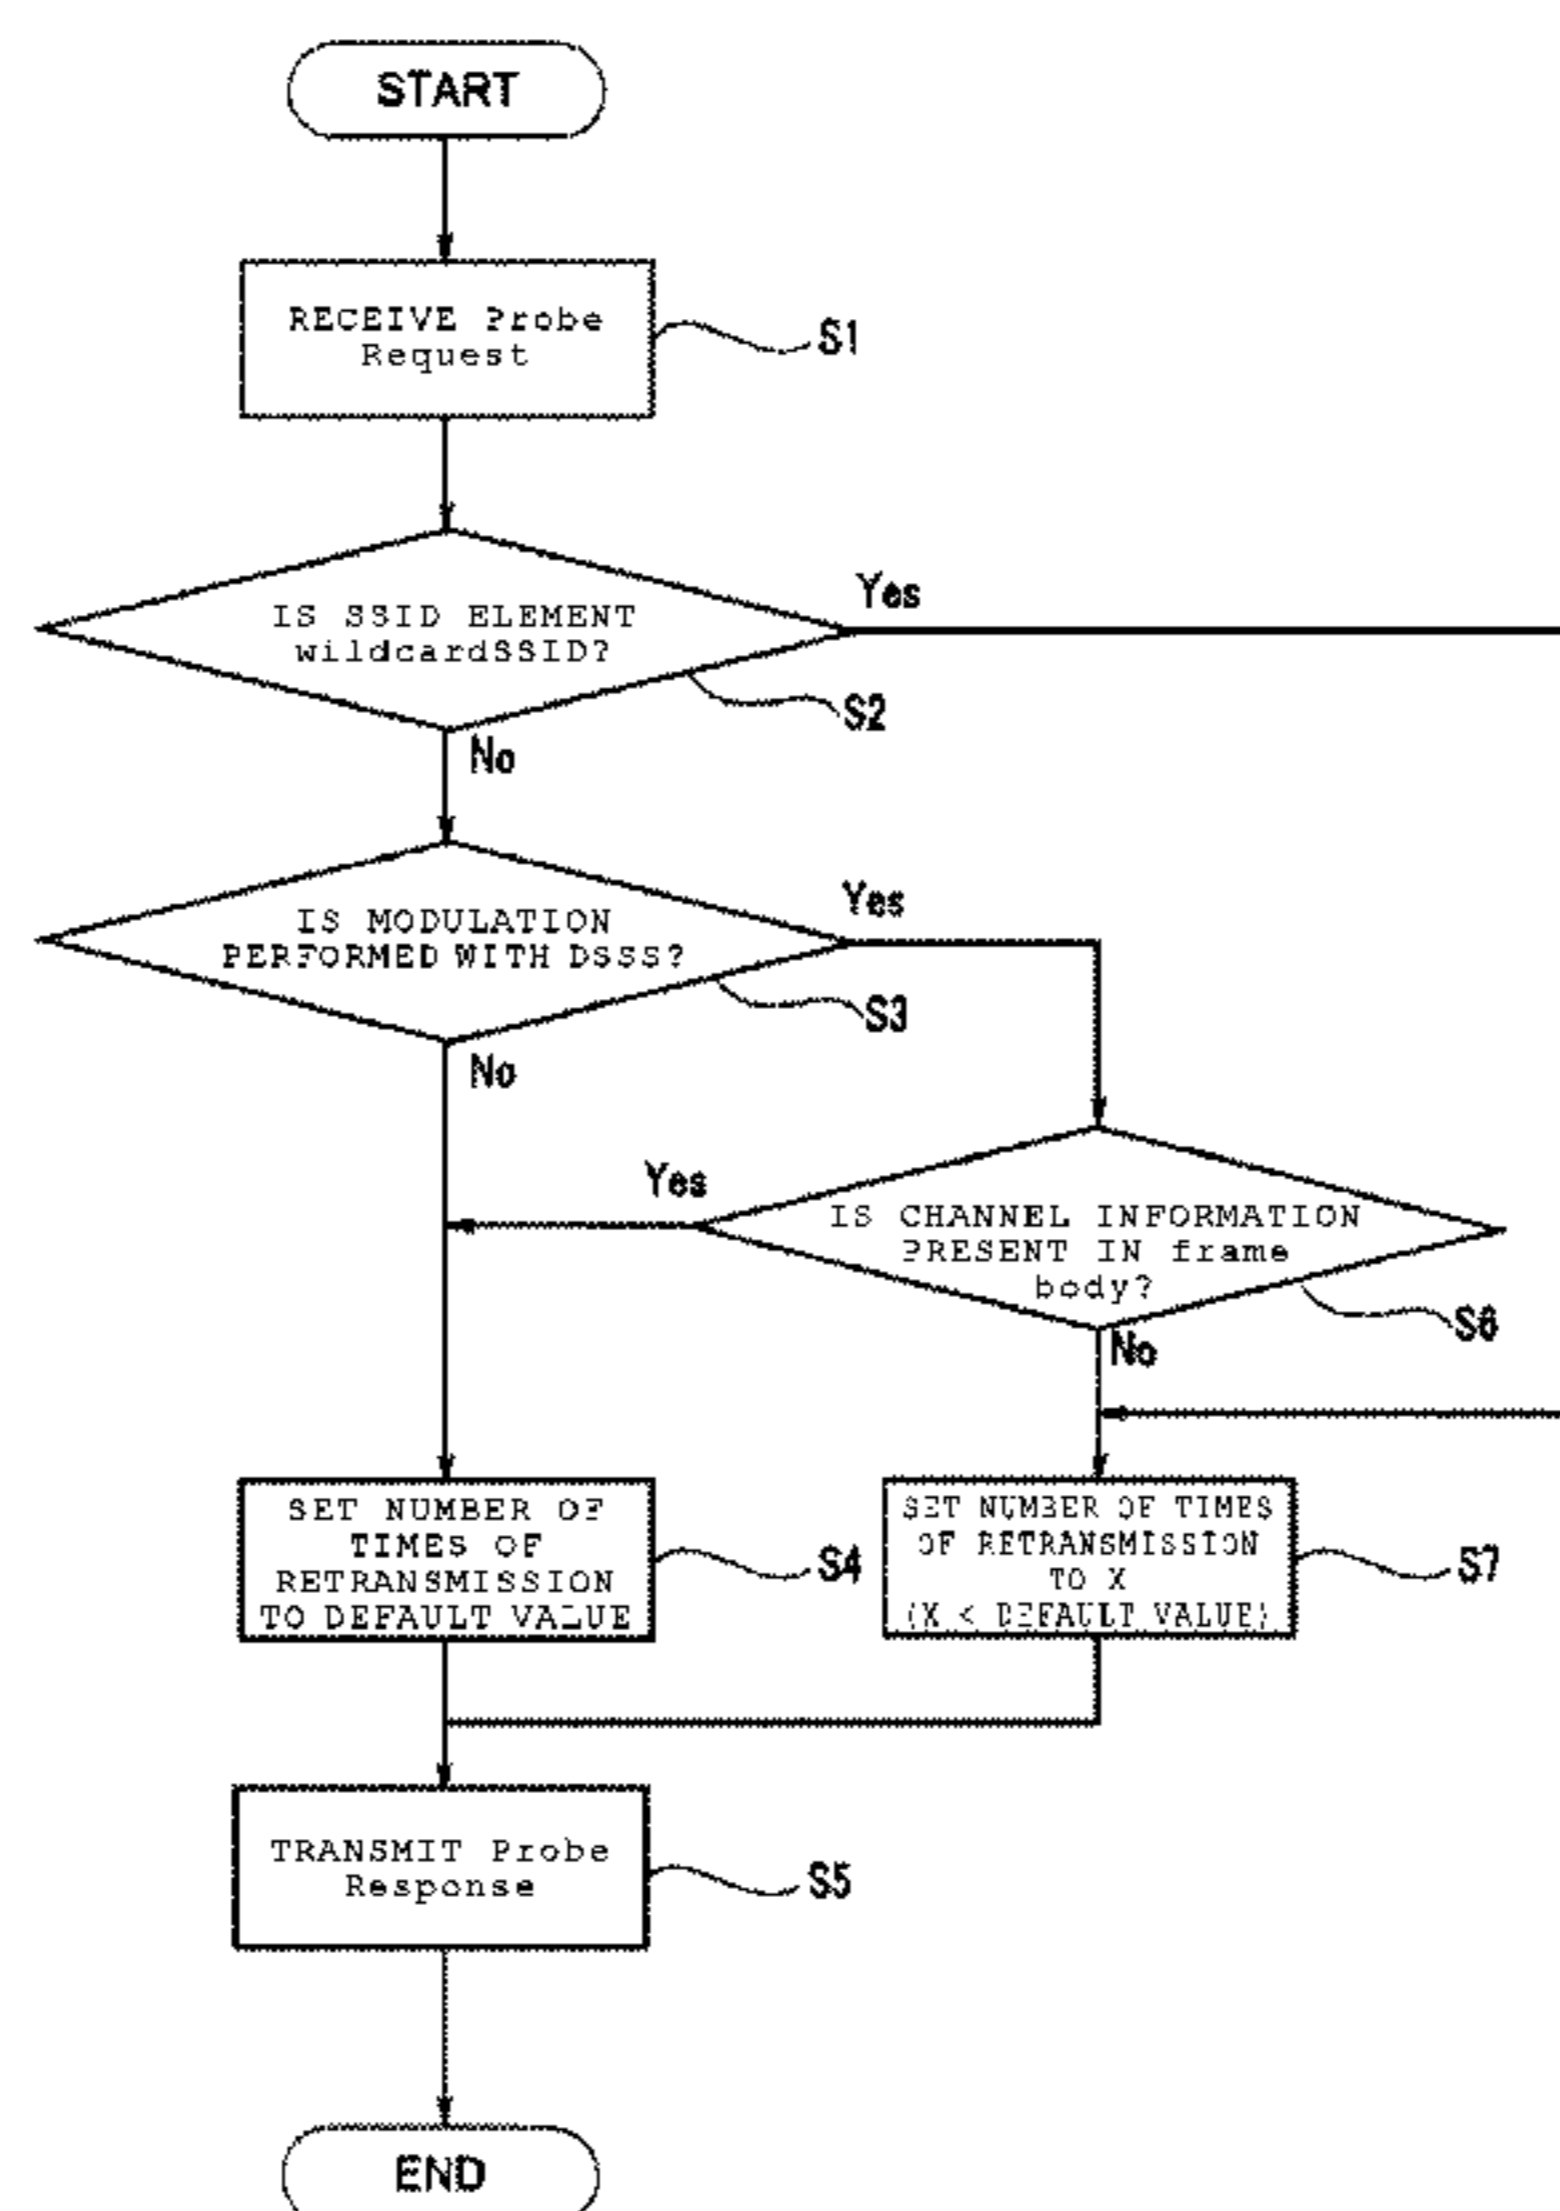 START
RECEIVE Probe
Request
S1
IS SSID ELEMENT
wildcardSSID?
Yes
S2
No
IS MODULATION
PERFORMED WITH DSSS?
Yes
S3
No
Yes
IS CHANNEL INFORMATION
PRESENT IN frame
body?
S6
No
SET NUMBER OF
TIMES OF
RETRANSMISSION
TO DEFAULT VALUE
S4
SET NUMBER OF TIMES
OF RETRANSMISSION
TO X
(X < DEFAULT VALUE)
S7
TRANSMIT Probe
Response
S5
END